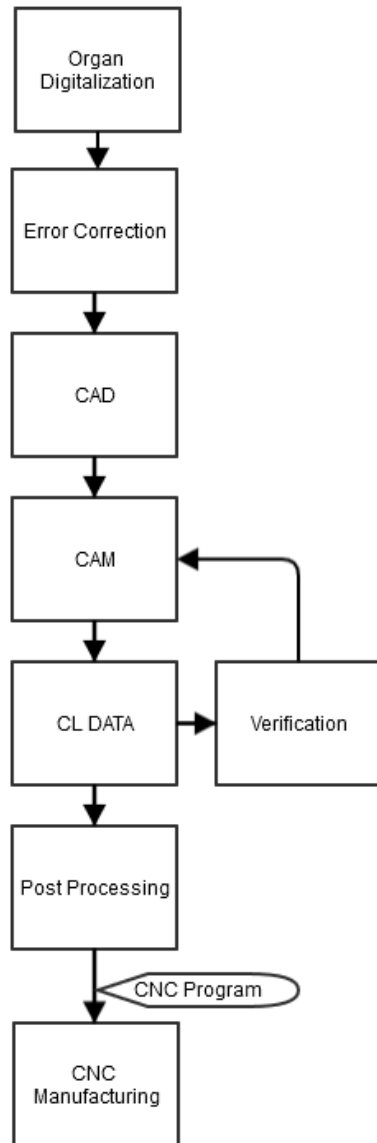 Organ
Digitalization
Error Correction
CAD
CAM
CL DATA
Verification
Post Processing
CNC Program
CNC
Manufacturing